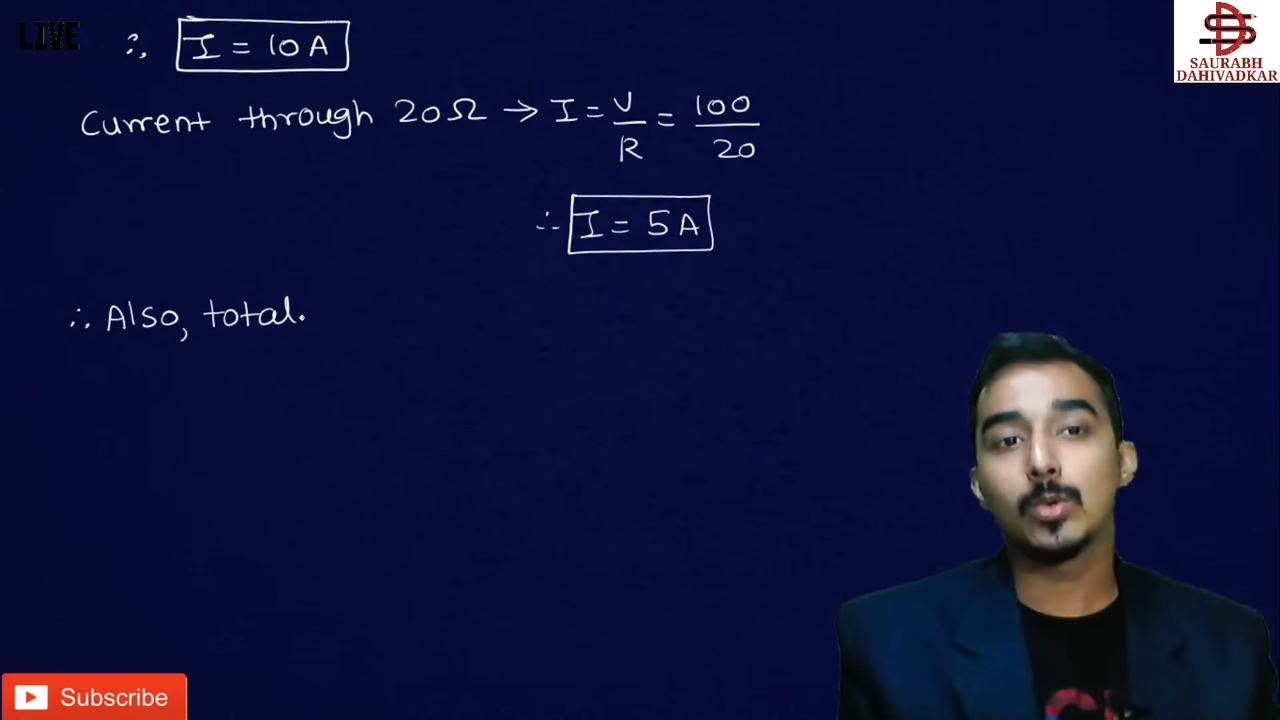 LIVE
∴ I = 10 A
SAURABH
DAHIVADKAR
Current through 20Ω → I = V/R = 100/20
∴ I = 5 A
∴ Also, total.
Subscribe